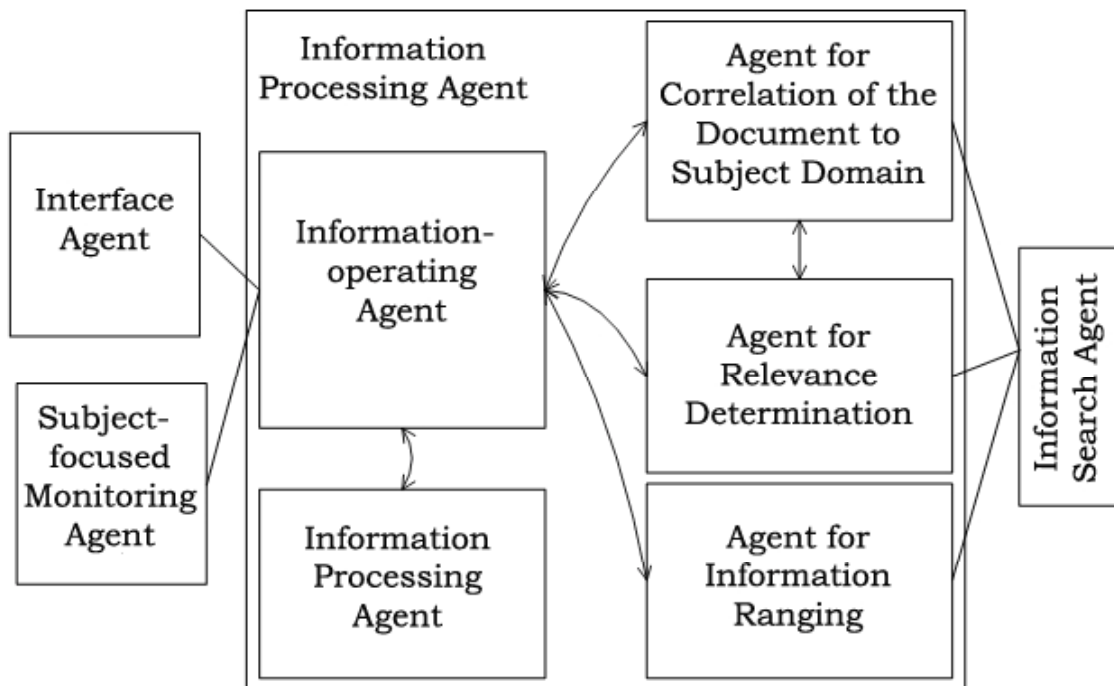 Information
Processing Agent
Interface
Agent
Subject-
focused
Monitoring
Agent
Information-
operating
Agent
Information
Processing
Agent
Agent for
Correlation of the
Document to
Subject Domain
Agent for
Relevance
Determination
Agent for
Information
Ranging
Information
Search Agent